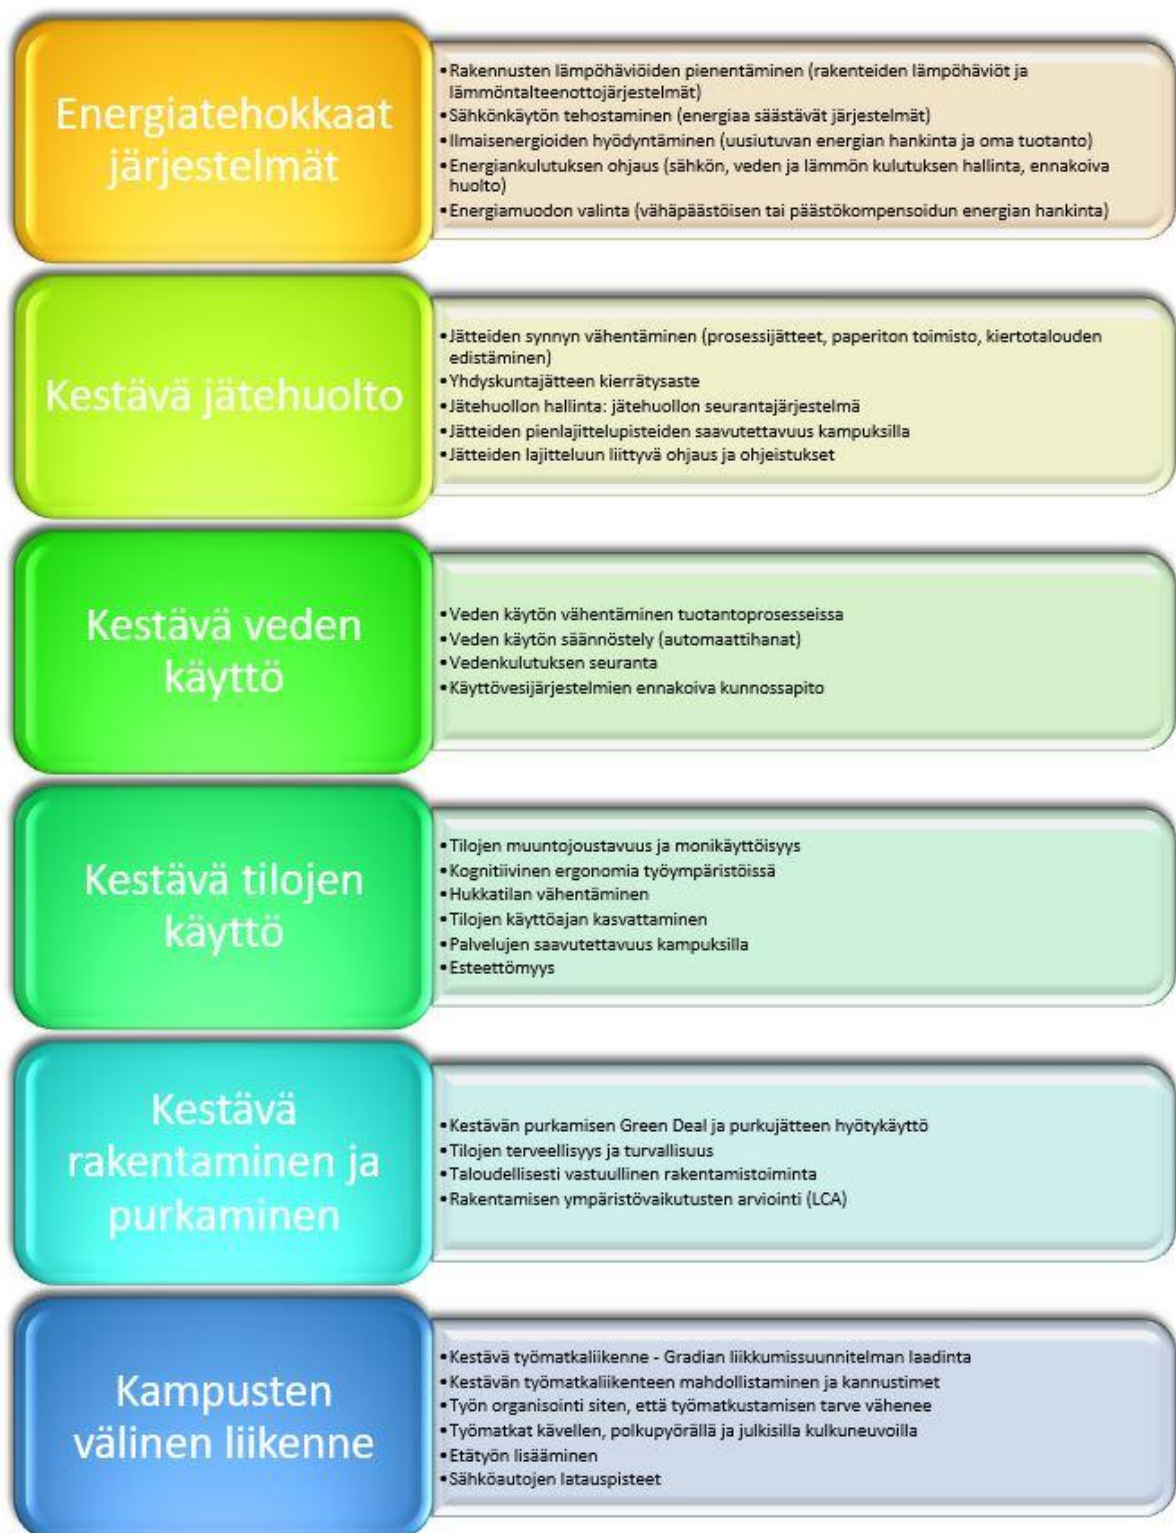 Energiatehokkaat
järjestelmät
•Rakennusten lämpöhäviöiden pienentäminen (rakenteiden lämpöhäviöt ja
lämmöntalteenottojärjestelmät)
•Sähkönkäytön tehostaminen (energiaa säästävät järjestelmät)
•Ilmaisenergioiden hyödyntäminen (uusiutuvan energian hankinta ja oma tuotanto)
•Energiankulutuksen ohjaus (sähkön, veden ja lämmön kulutuksen hallinta, ennakoiva
huolto)
•Energiamuodon valinta (vähäpäästöisen tai päästökompensoidun energian hankinta)
Kestävä jätehuolto
•Jätteiden synnyn vähentäminen (prosessijätteet, paperiton toimisto, kiertotalouden
edistäminen)
•Yhdyskuntajätteen kierrätysaste
•Jätehuollon hallinta: jätehuollon seurantajärjestelmä
•Jätteiden pienlajittelupisteiden saavutettavuus kampuksilla
•Jätteiden lajitteluun liittyvä ohjaus ja ohjeistukset
Kestävä veden
käyttö
•Veden käytön vähentäminen tuotantoprosesseissa
•Veden käytön säännöstely (automaattihanat)
•Vedenkulutuksen seuranta
•Käyttövesijärjestelmien ennakoiva kunnossapito
Kestävä tilojen
käyttö
•Tilojen muuntojoustavuus ja monikäyttöisyys
•Kognitiivinen ergonomia työympäristöissä
•Hukkatilan vähentäminen
•Tilojen käyttöajan kasvattaminen
•Palvelujen saavutettavuus kampuksilla
•Esteettömyys
Kestävä
rakentaminen ja
purkaminen
•Kestävän purkamisen Green Deal ja purkujätteen hyötykäyttö
•Tilojen terveellisyys ja turvallisuus
•Taloudellisesti vastuullinen rakentamistoiminta
•Rakentamisen ympäristövaikutusten arviointi (LCA)
Kampusten
välinen liikenne
•Kestävä työmatkaliikenne - Gradian liikkumissuunnitelman laadinta
•Kestävän työmatkaliikenteen mahdollistaminen ja kannustimet
•Työn organisointi siten, että työmatkustamisen tarve vähenee
•Työmatkat kävellen, polkupyörällä ja julkisilla kulkuneuvoilla
•Etätyön lisääminen
•Sähköautojen latauspisteet